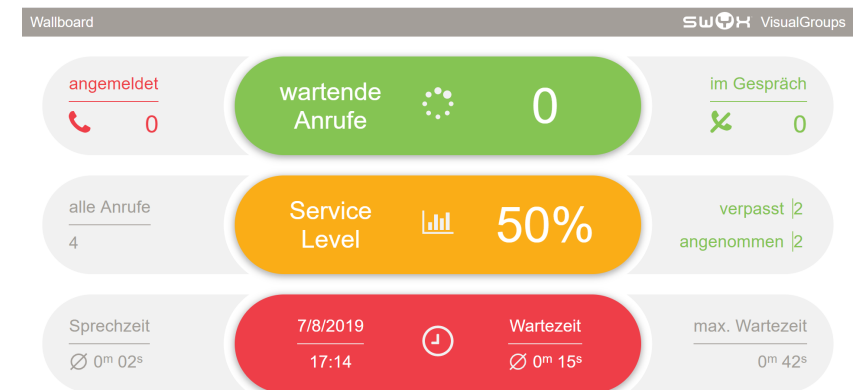 Wallboard
swyx VisualGroups
angemeldet
0
wartende
Anrufe
0
im Gespräch
0
alle Anrufe
4
Service
Level
50%
verpasst 2
angenommen 2
Sprechzeit
Ø 0m 02s
7/8/2019
17:14
Wartezeit
Ø 0m 15s
max. Wartezeit
0m 42s